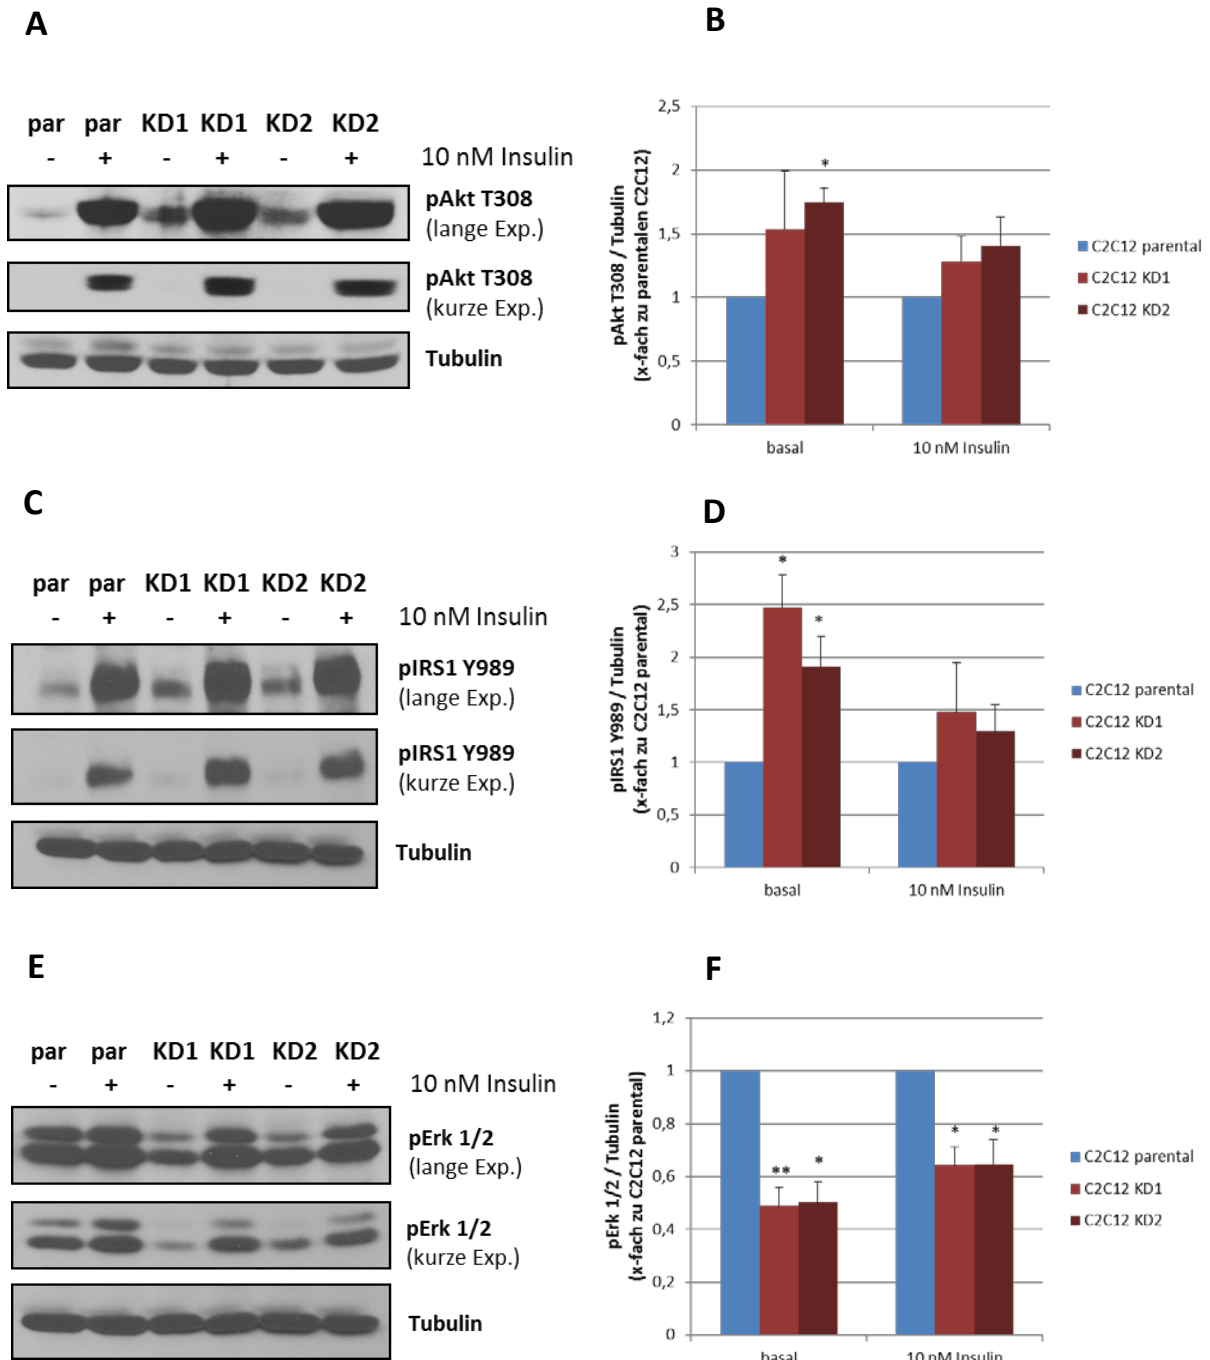 A
par par KD1 KD1 KD2 KD2
- + - + - + 10 nM Insulin
pAkt T308
(lange Exp.)
pAkt T308
(kurze Exp.)
Tubulin
B
pAkt T308 / Tubulin
(x-fach zu parentalen C2C12)
2,5
2
1,5
1
0,5
0
*
basal
10 nM Insulin
C2C12 parental
C2C12 KD1
C2C12 KD2
C
par par KD1 KD1 KD2 KD2
- + - + - + 10 nM Insulin
pIRS1 Y989
(lange Exp.)
pIRS1 Y989
(kurze Exp.)
Tubulin
D
pIRS1 Y989 / Tubulin
(x-fach zu C2C12 parental)
3
2,5
2
1,5
1
0,5
0
*
*
basal
10 nM Insulin
C2C12 parental
C2C12 KD1
C2C12 KD2
E
par par KD1 KD1 KD2 KD2
- + - + - + 10 nM Insulin
pErk 1/2
(lange Exp.)
pErk 1/2
(kurze Exp.)
Tubulin
F
pErk 1/2 / Tubulin
(x-fach zu C2C12 parental)
1,2
1
0,8
0,6
0,4
0,2
0
**
*
*
*
basal
10 nM Insulin
C2C12 parental
C2C12 KD1
C2C12 KD2